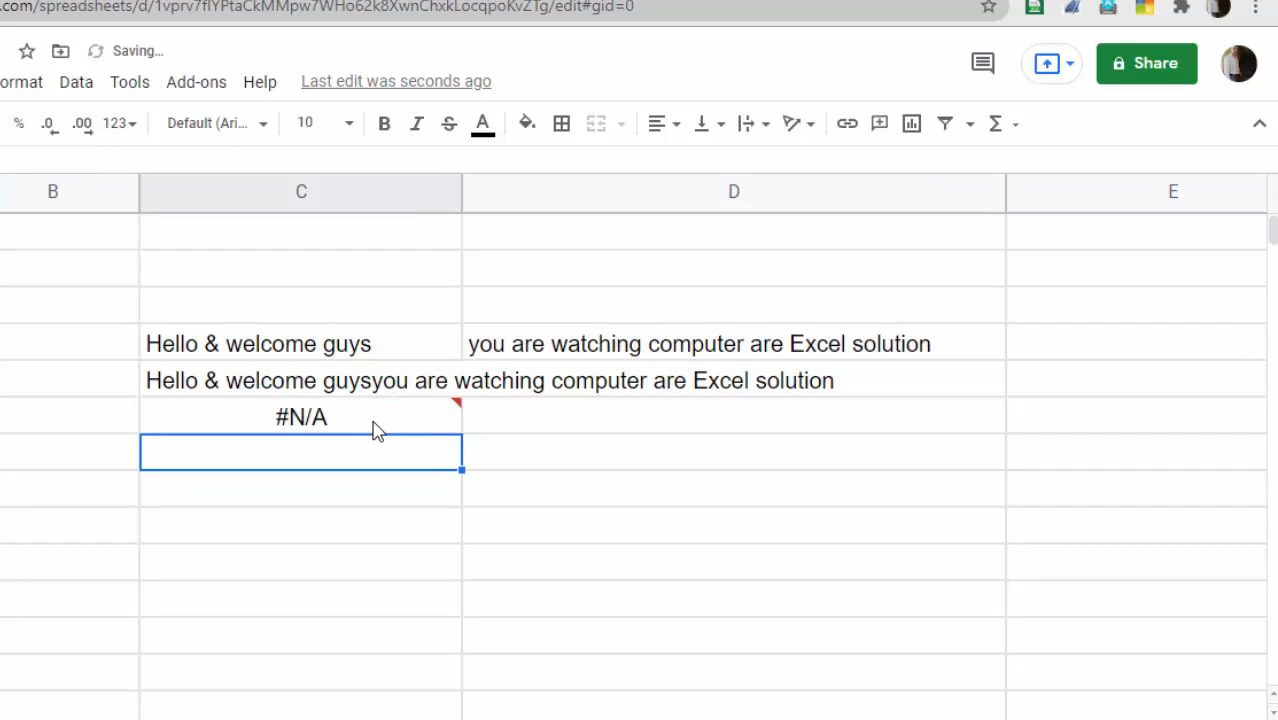 .com/spreadsheets/d/1vprv7flYPtaCkMMpw7WHo62k8XwnChxkLocqpoKvZTg/edit#gid=0
Saving...
ormat Data Tools Add-ons Help Last edit was seconds ago
Share
% .0 .00 123 Default (Ari... 10 B I S A Σ
B C D E
Hello & welcome guys you are watching computer are Excel solution
Hello & welcome guysyou are watching computer are Excel solution
#N/A